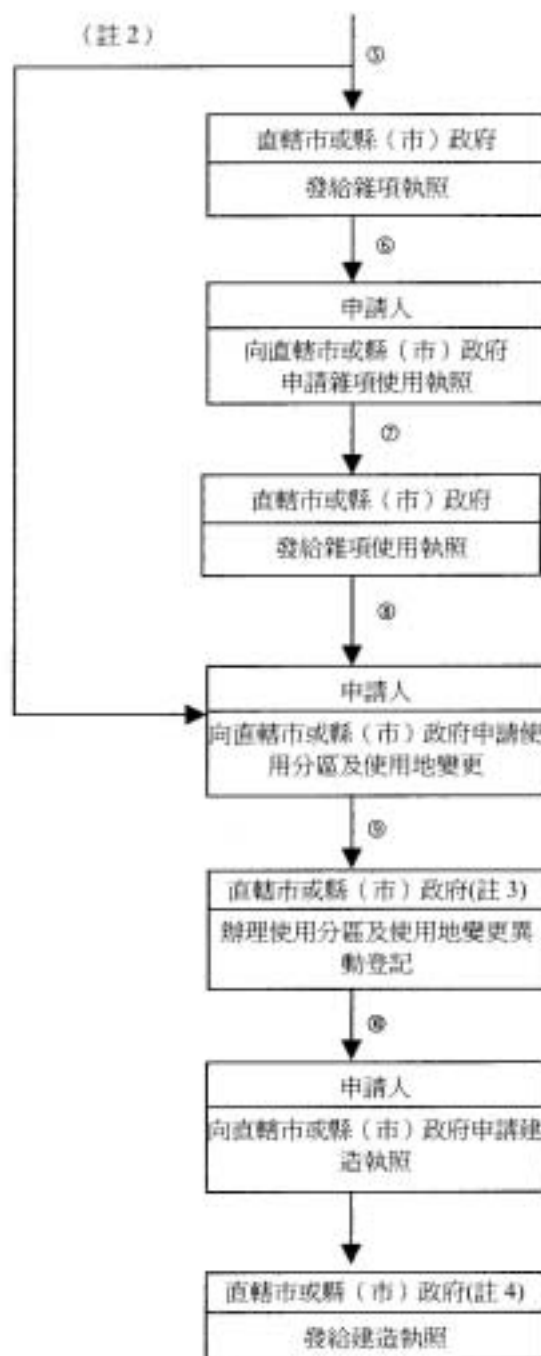 （註 2）
⑤
直轄市或縣（市）政府
發給雜項執照
⑥
申請人
向直轄市或縣（市）政府
申請雜項使用執照
⑦
直轄市或縣（市）政府
發給雜項使用執照
⑧
申請人
向直轄市或縣（市）政府申請使
用分區及使用地變更
⑨
直轄市或縣（市）政府(註 3)
辦理使用分區及使用地變更異
動登記
⑩
申請人
向直轄市或縣（市）政府申請建
造執照
直轄市或縣（市）政府(註 4)
發給建造執照